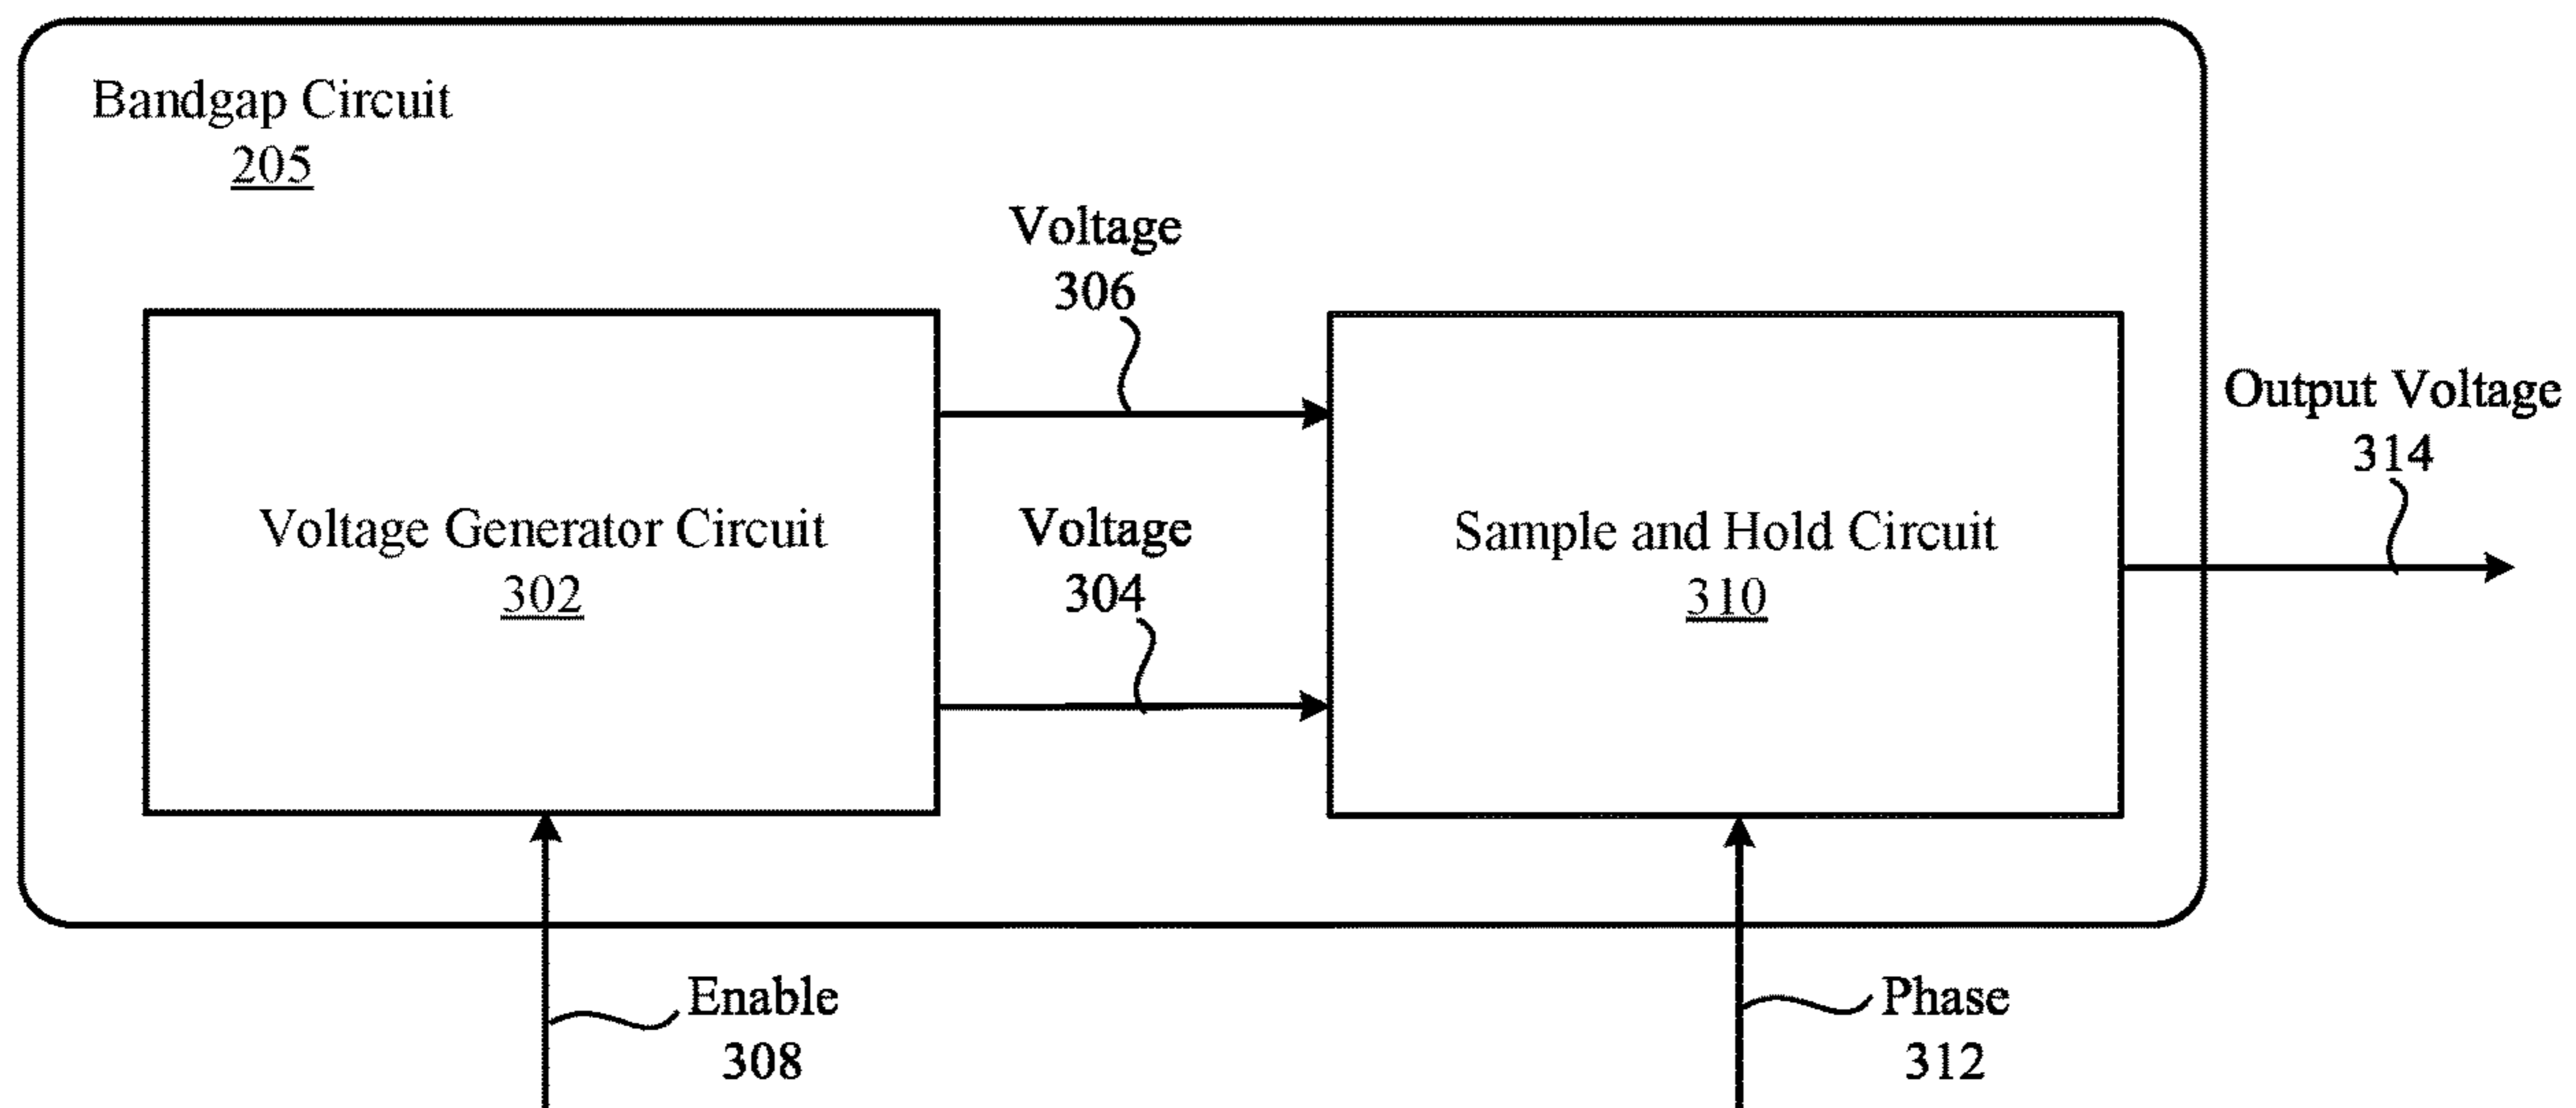 Bandgap Circuit
205
Voltage
306
Voltage Generator Circuit
302
Voltage
304
Sample and Hold Circuit
310
Output Voltage
314
Enable
308
Phase
312